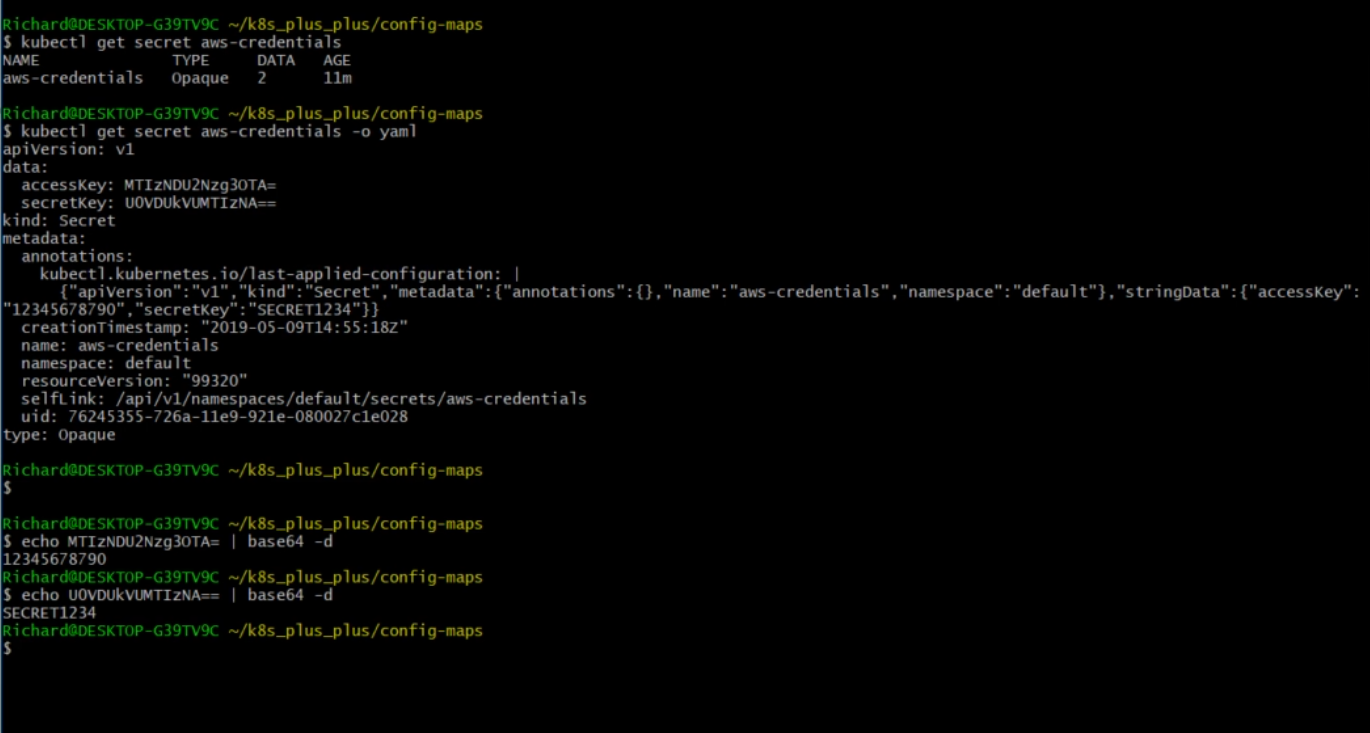 Richard@DESKTOP-G39TV9C ~/k8s_plus_plus/config-maps
$ kubectl get secret aws-credentials
NAME              TYPE     DATA   AGE
aws-credentials   Opaque   2      11m
Richard@DESKTOP-G39TV9C ~/k8s_plus_plus/config-maps
$ kubectl get secret aws-credentials -o yaml
apiVersion: v1
data:
  accessKey: MTIzNDU2Nzg3OTA=
  secretKey: U0VDUkVUMTIzNA==
kind: Secret
metadata:
  annotations:
    kubectl.kubernetes.io/last-applied-configuration: |
      {"apiVersion":"v1","kind":"Secret","metadata":{"annotations":{},"name":"aws-credentials","namespace":"default"},"stringData":{"accessKey":
"12345678790","secretKey":"SECRET1234"}}
  creationTimestamp: "2019-05-09T14:55:18Z"
  name: aws-credentials
  namespace: default
  resourceVersion: "99320"
  selfLink: /api/v1/namespaces/default/secrets/aws-credentials
  uid: 76245355-726a-11e9-921e-080027c1e028
type: Opaque
Richard@DESKTOP-G39TV9C ~/k8s_plus_plus/config-maps
$
Richard@DESKTOP-G39TV9C ~/k8s_plus_plus/config-maps
$ echo MTIzNDU2Nzg3OTA= | base64 -d
12345678790
Richard@DESKTOP-G39TV9C ~/k8s_plus_plus/config-maps
$ echo U0VDUkVUMTIzNA== | base64 -d
SECRET1234
Richard@DESKTOP-G39TV9C ~/k8s_plus_plus/config-maps
$